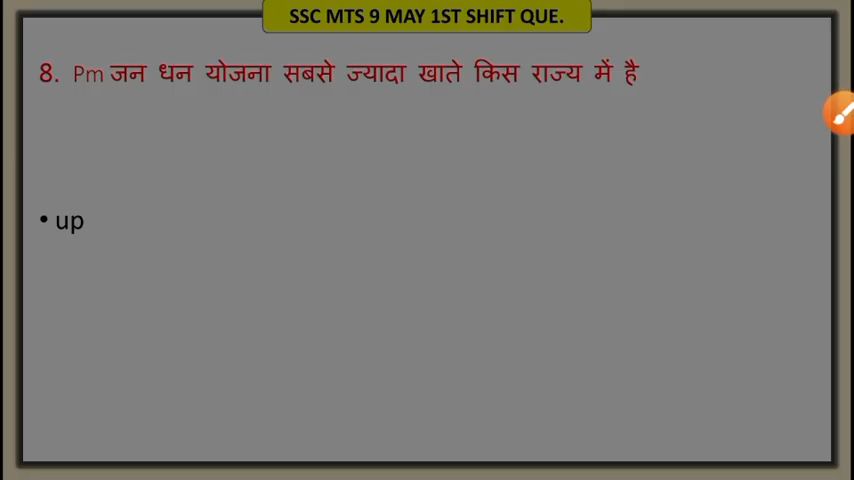 SSC MTS 9 MAY 1ST SHIFT QUE.
8. Pm जन धन योजना सबसे ज्यादा खाते किस राज्य में है
• up